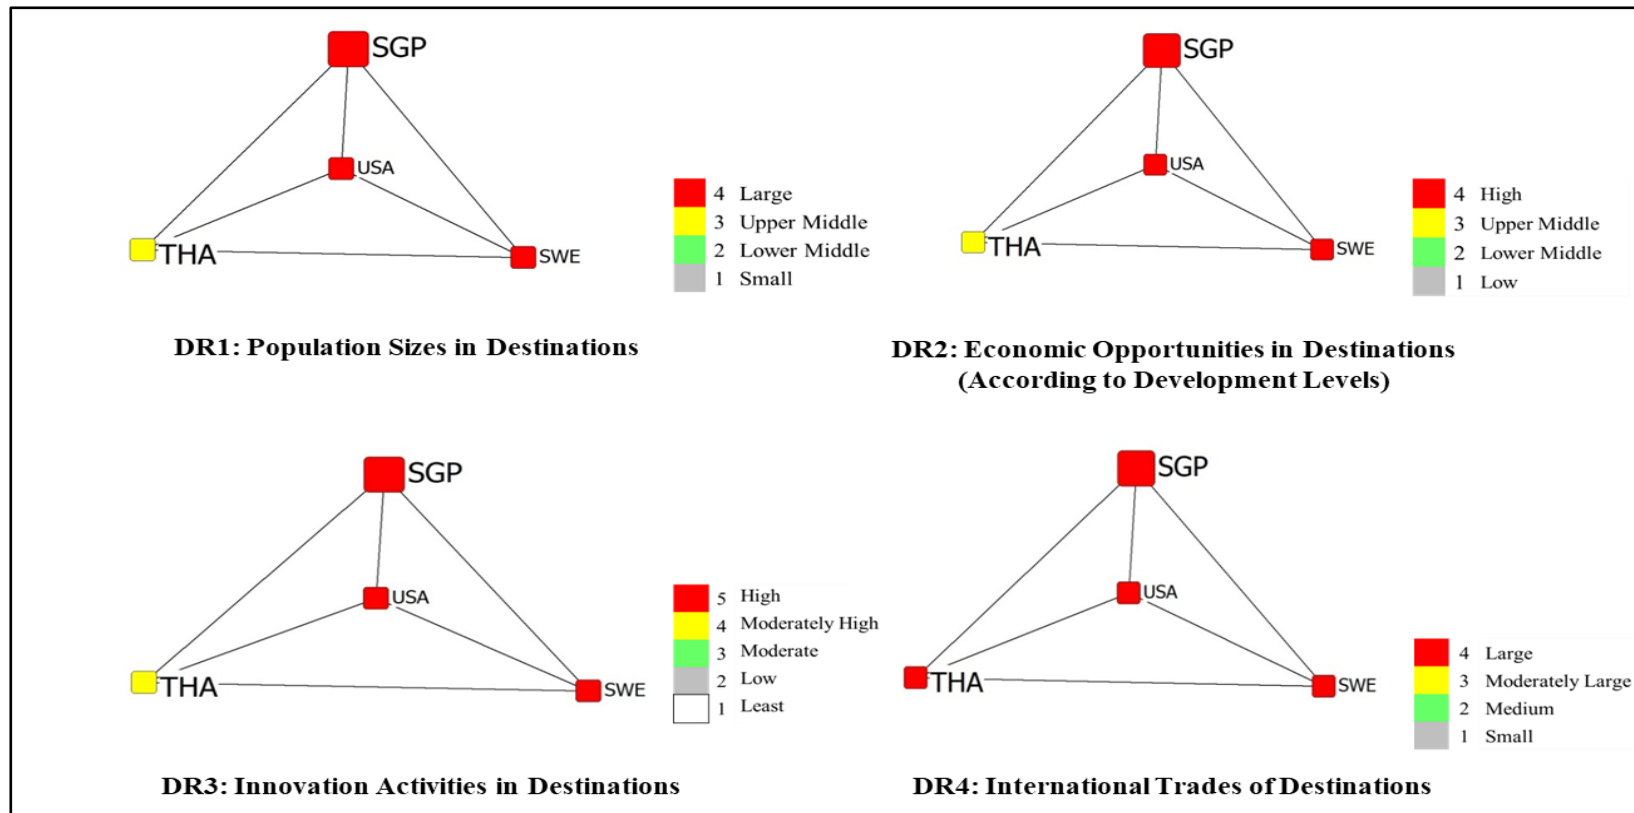 SGP
USA
THA
SWE
4 Large
3 Upper Middle
2 Lower Middle
1 Small
DR1: Population Sizes in Destinations
SGP
USA
THA
SWE
4 High
3 Upper Middle
2 Lower Middle
1 Low
DR2: Economic Opportunities in Destinations
(According to Development Levels)
SGP
USA
THA
SWE
5 High
4 Moderately High
3 Moderate
2 Low
1 Least
DR3: Innovation Activities in Destinations
SGP
USA
THA
SWE
4 Large
3 Moderately Large
2 Medium
1 Small
DR4: International Trades of Destinations